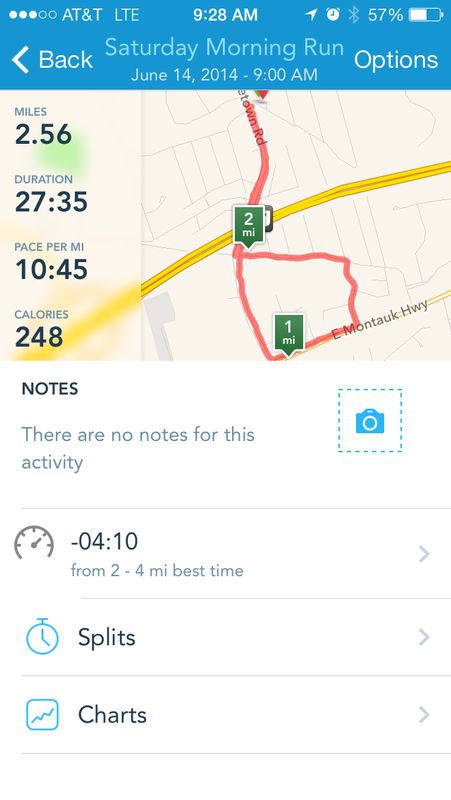 AT&T LTE 9:28 AM 57%
Back Saturday Morning Run Options
June 14, 2014 - 9:00 AM
MILES
2.56
DURATION
27:35
PACE PER MI
10:45
CALORIES
248
etown Rd
2
mi
1
mi
E Montauk Hwy
NOTES
There are no notes for this
activity
-04:10
from 2 - 4 mi best time
Splits
Charts